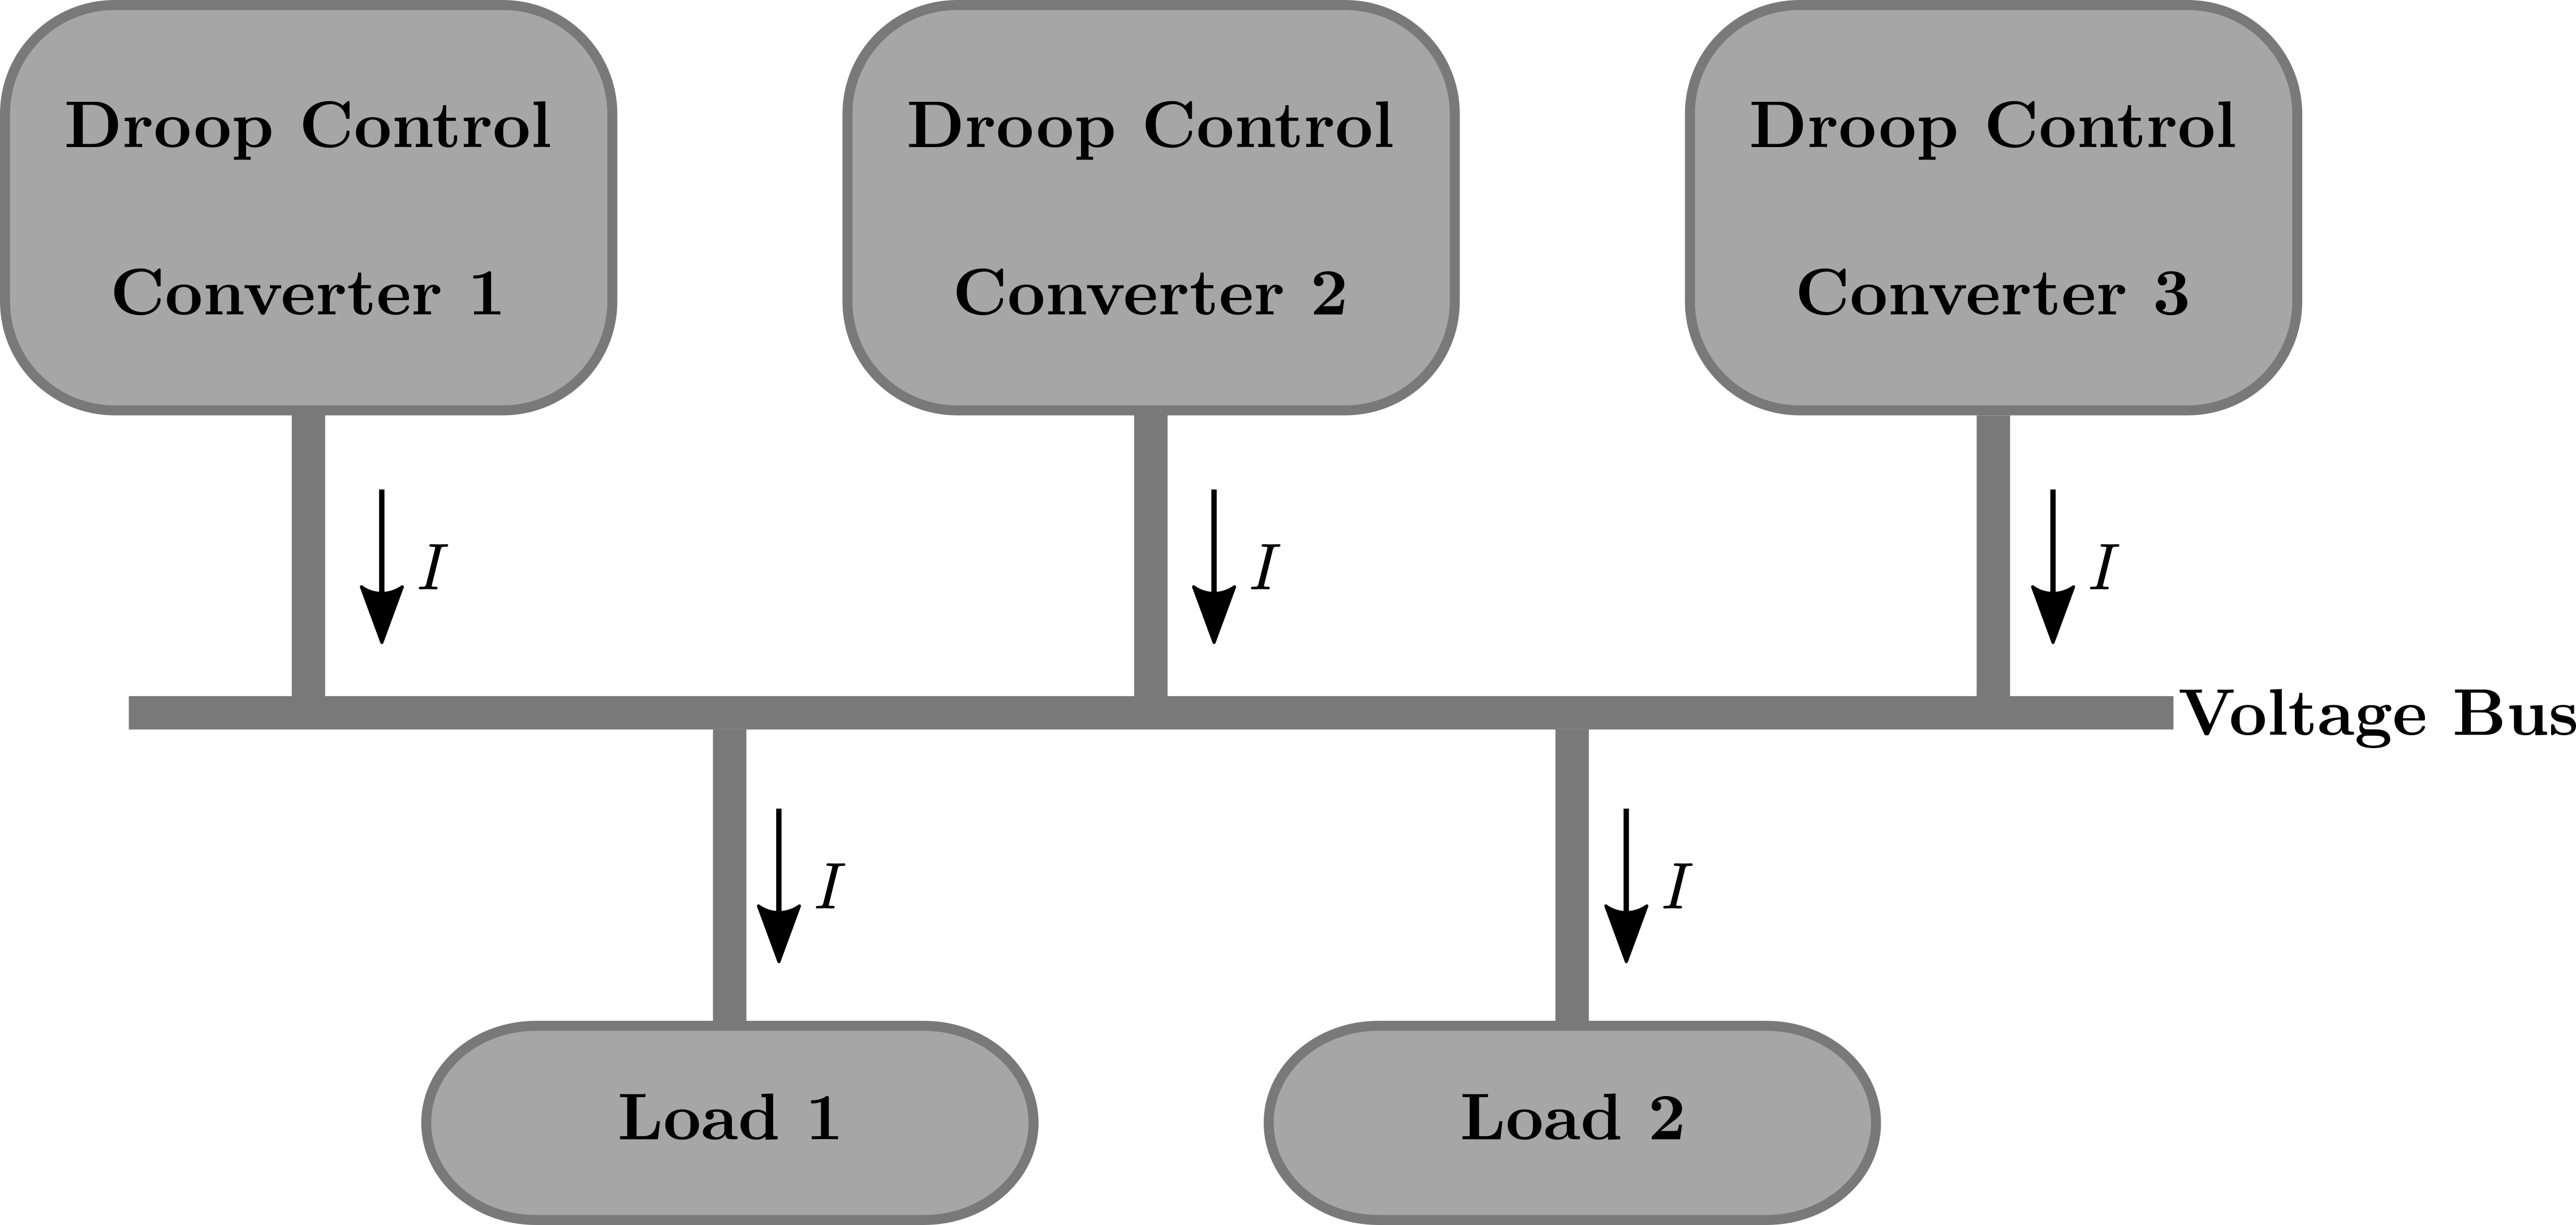 Droop Control
Converter 1
Droop Control
Converter 2
Droop Control
Converter 3
I
I
I
Voltage Bus
I
I
Load 1
Load 2